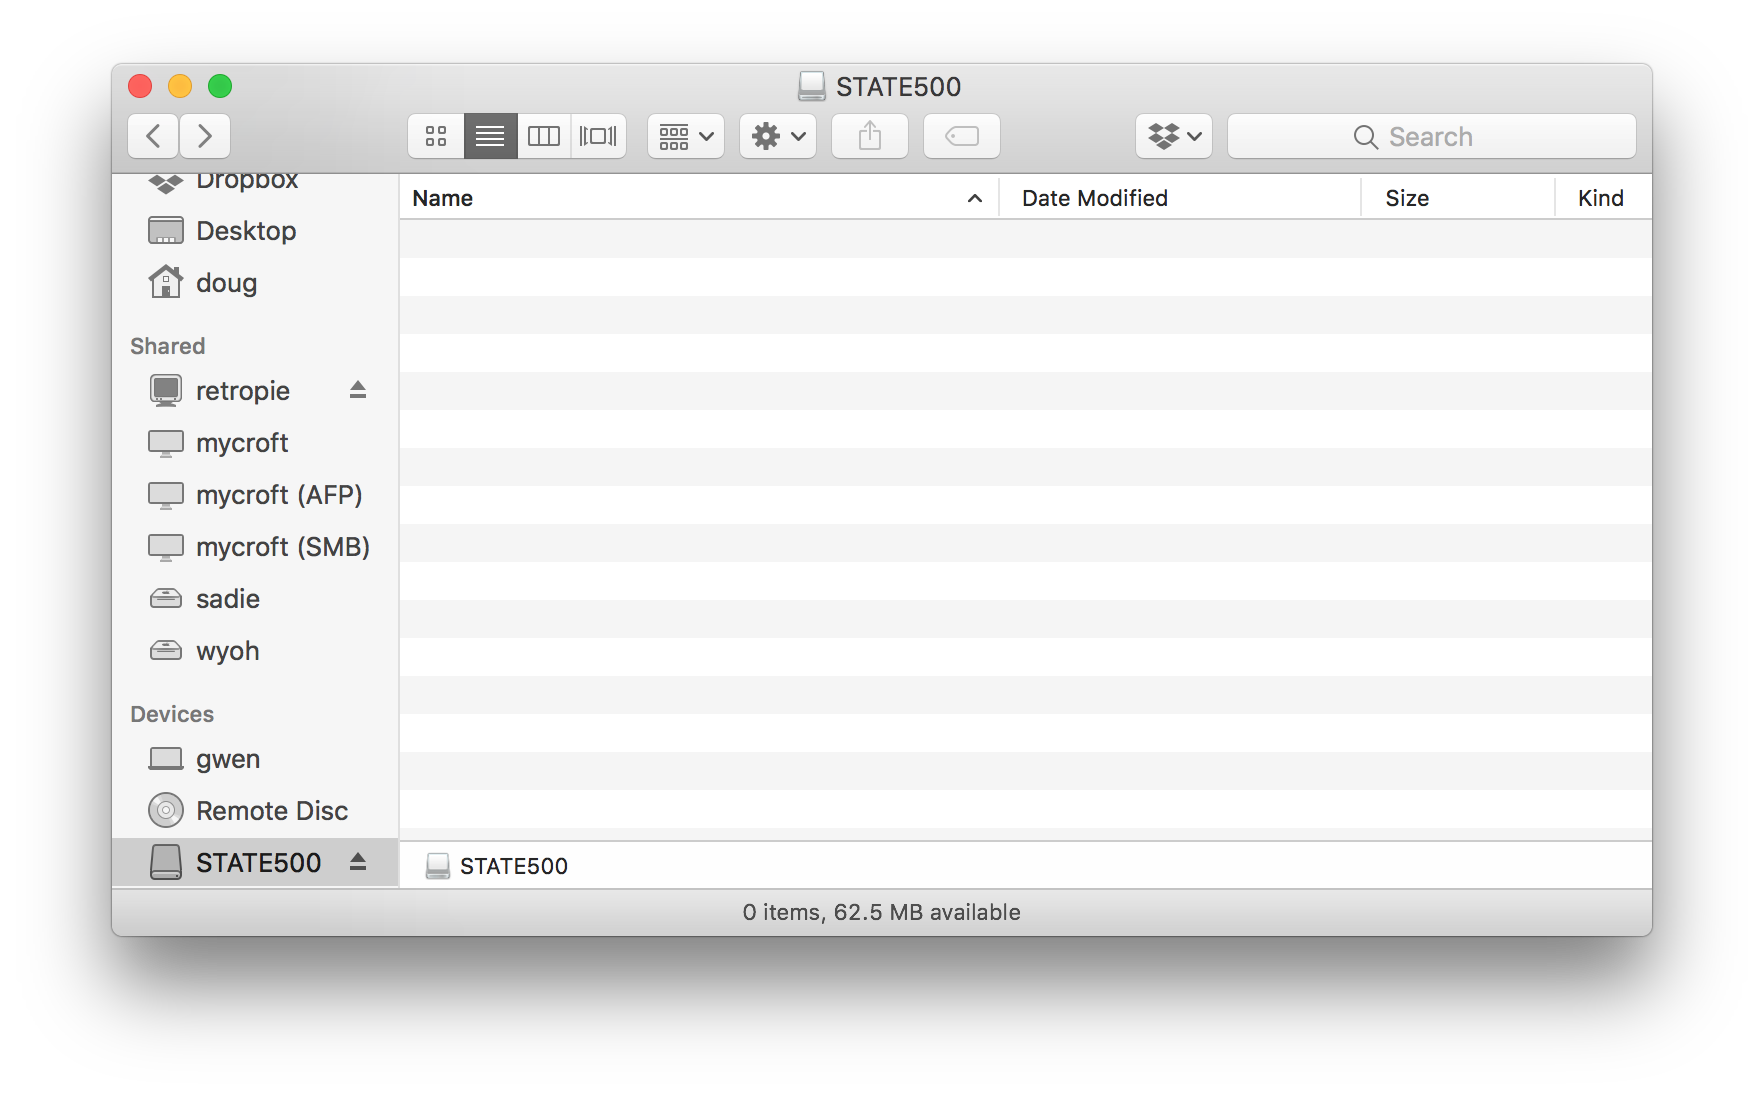 STATE500
Search
Dropbox
Desktop
doug
Shared
retropie
mycroft
mycroft (AFP)
mycroft (SMB)
sadie
wyoh
Devices
gwen
Remote Disc
STATE500
Name Date Modified Size Kind
STATE500
0 items, 62.5 MB available